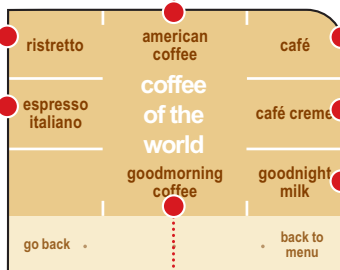 ristretto
american
coffee
café
coffee
of the
world
espresso
italiano
café creme
goodmorning
coffee
goodnight
milk
go back
back to
menu